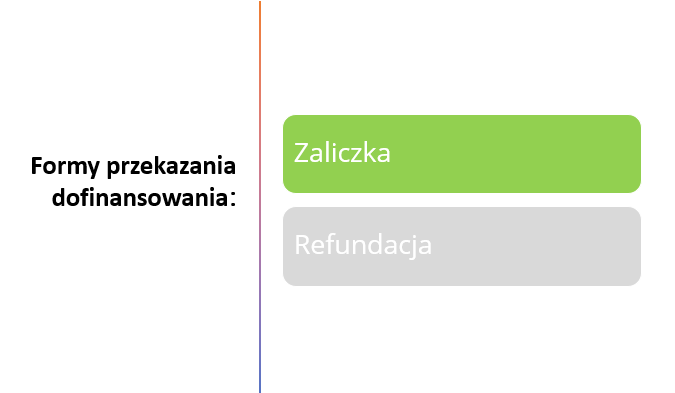 Formy przekazania
dofinansowania:
Zaliczka
Refundacja